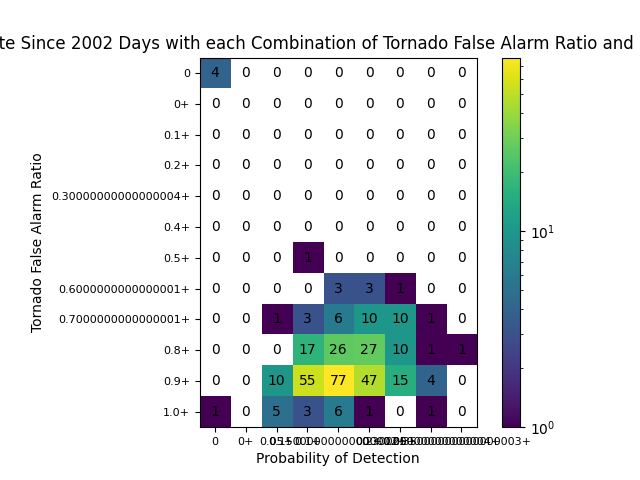 te Since 2002 Days with each Combination of Tornado False Alarm Ratio and
0 4 0 0 0 0 0 0 0 0
0+ 0 0 0 0 0 0 0 0 0
0.1+ 0 0 0 0 0 0 0 0 0
0.2+ 0 0 0 0 0 0 0 0 0
0.30000000000000004+ 0 0 0 0 0 0 0 0 0
0.4+ 0 0 0 0 0 0 0 0 0
0.5+ 0 0 0 1 0 0 0 0 0
0.6000000000000001+ 0 0 0 0 3 3 1 0 0
0.7000000000000001+ 0 0 1 3 6 10 10 1 0
0.8+ 0 0 0 17 26 27 10 1 1
0.9+ 0 0 10 55 77 47 15 4 0
1.0+ 1 0 5 3 6 1 0 1 0
0 0+
Probability of Detection
Tornado False Alarm Ratio
10^1
10^0